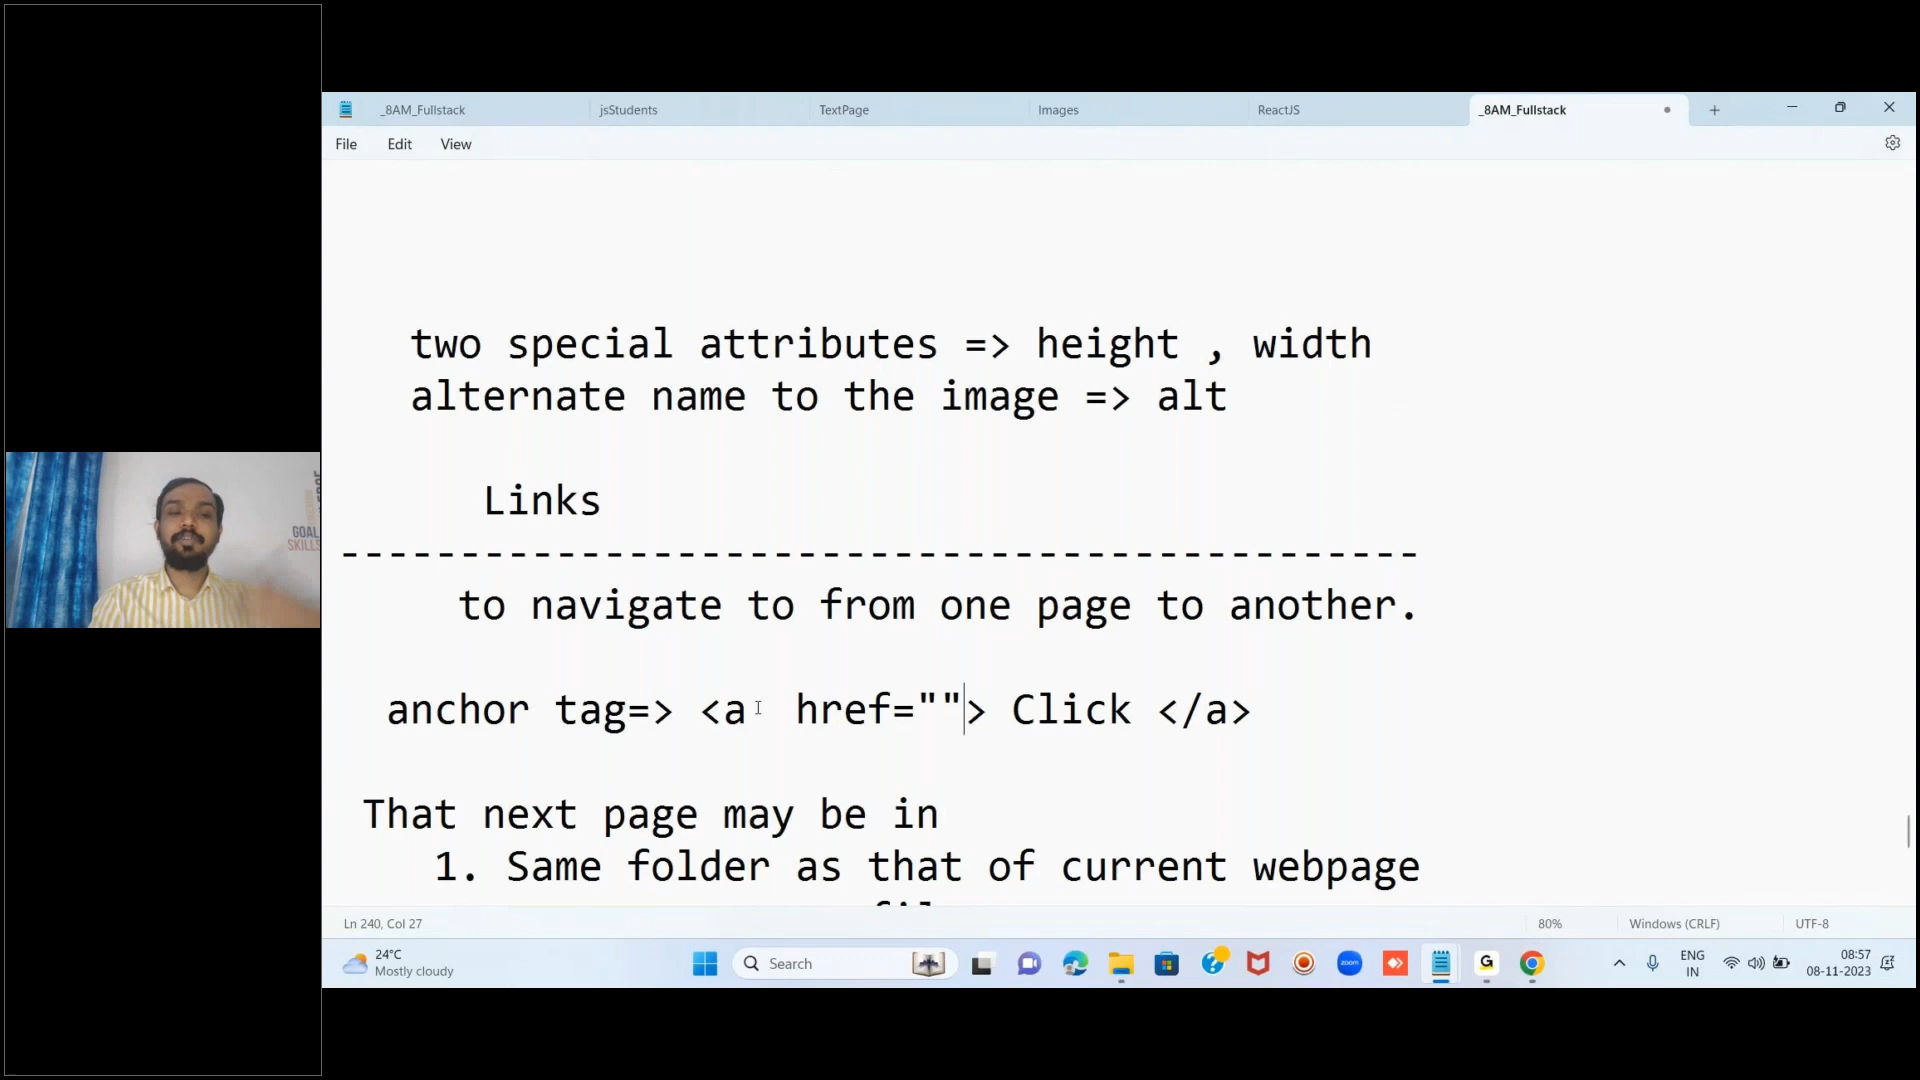 _8AM_Fullstack
jsStudents
TextPage
Images
ReactJS
_8AM_Fullstack
File
Edit
View
two special attributes => height , width
alternate name to the image => alt
Links
---------------------------------------------
to navigate to from one page to another.
anchor tag=> <a  href=""> Click </a>
That next page may be in
1. Same folder as that of current webpage
Ln 240, Col 27
80%
Windows (CRLF)
UTF-8
24°C
Mostly cloudy
Search
zoom
G
ENG
IN
08:57
08-11-2023
GOAL
SKILLS